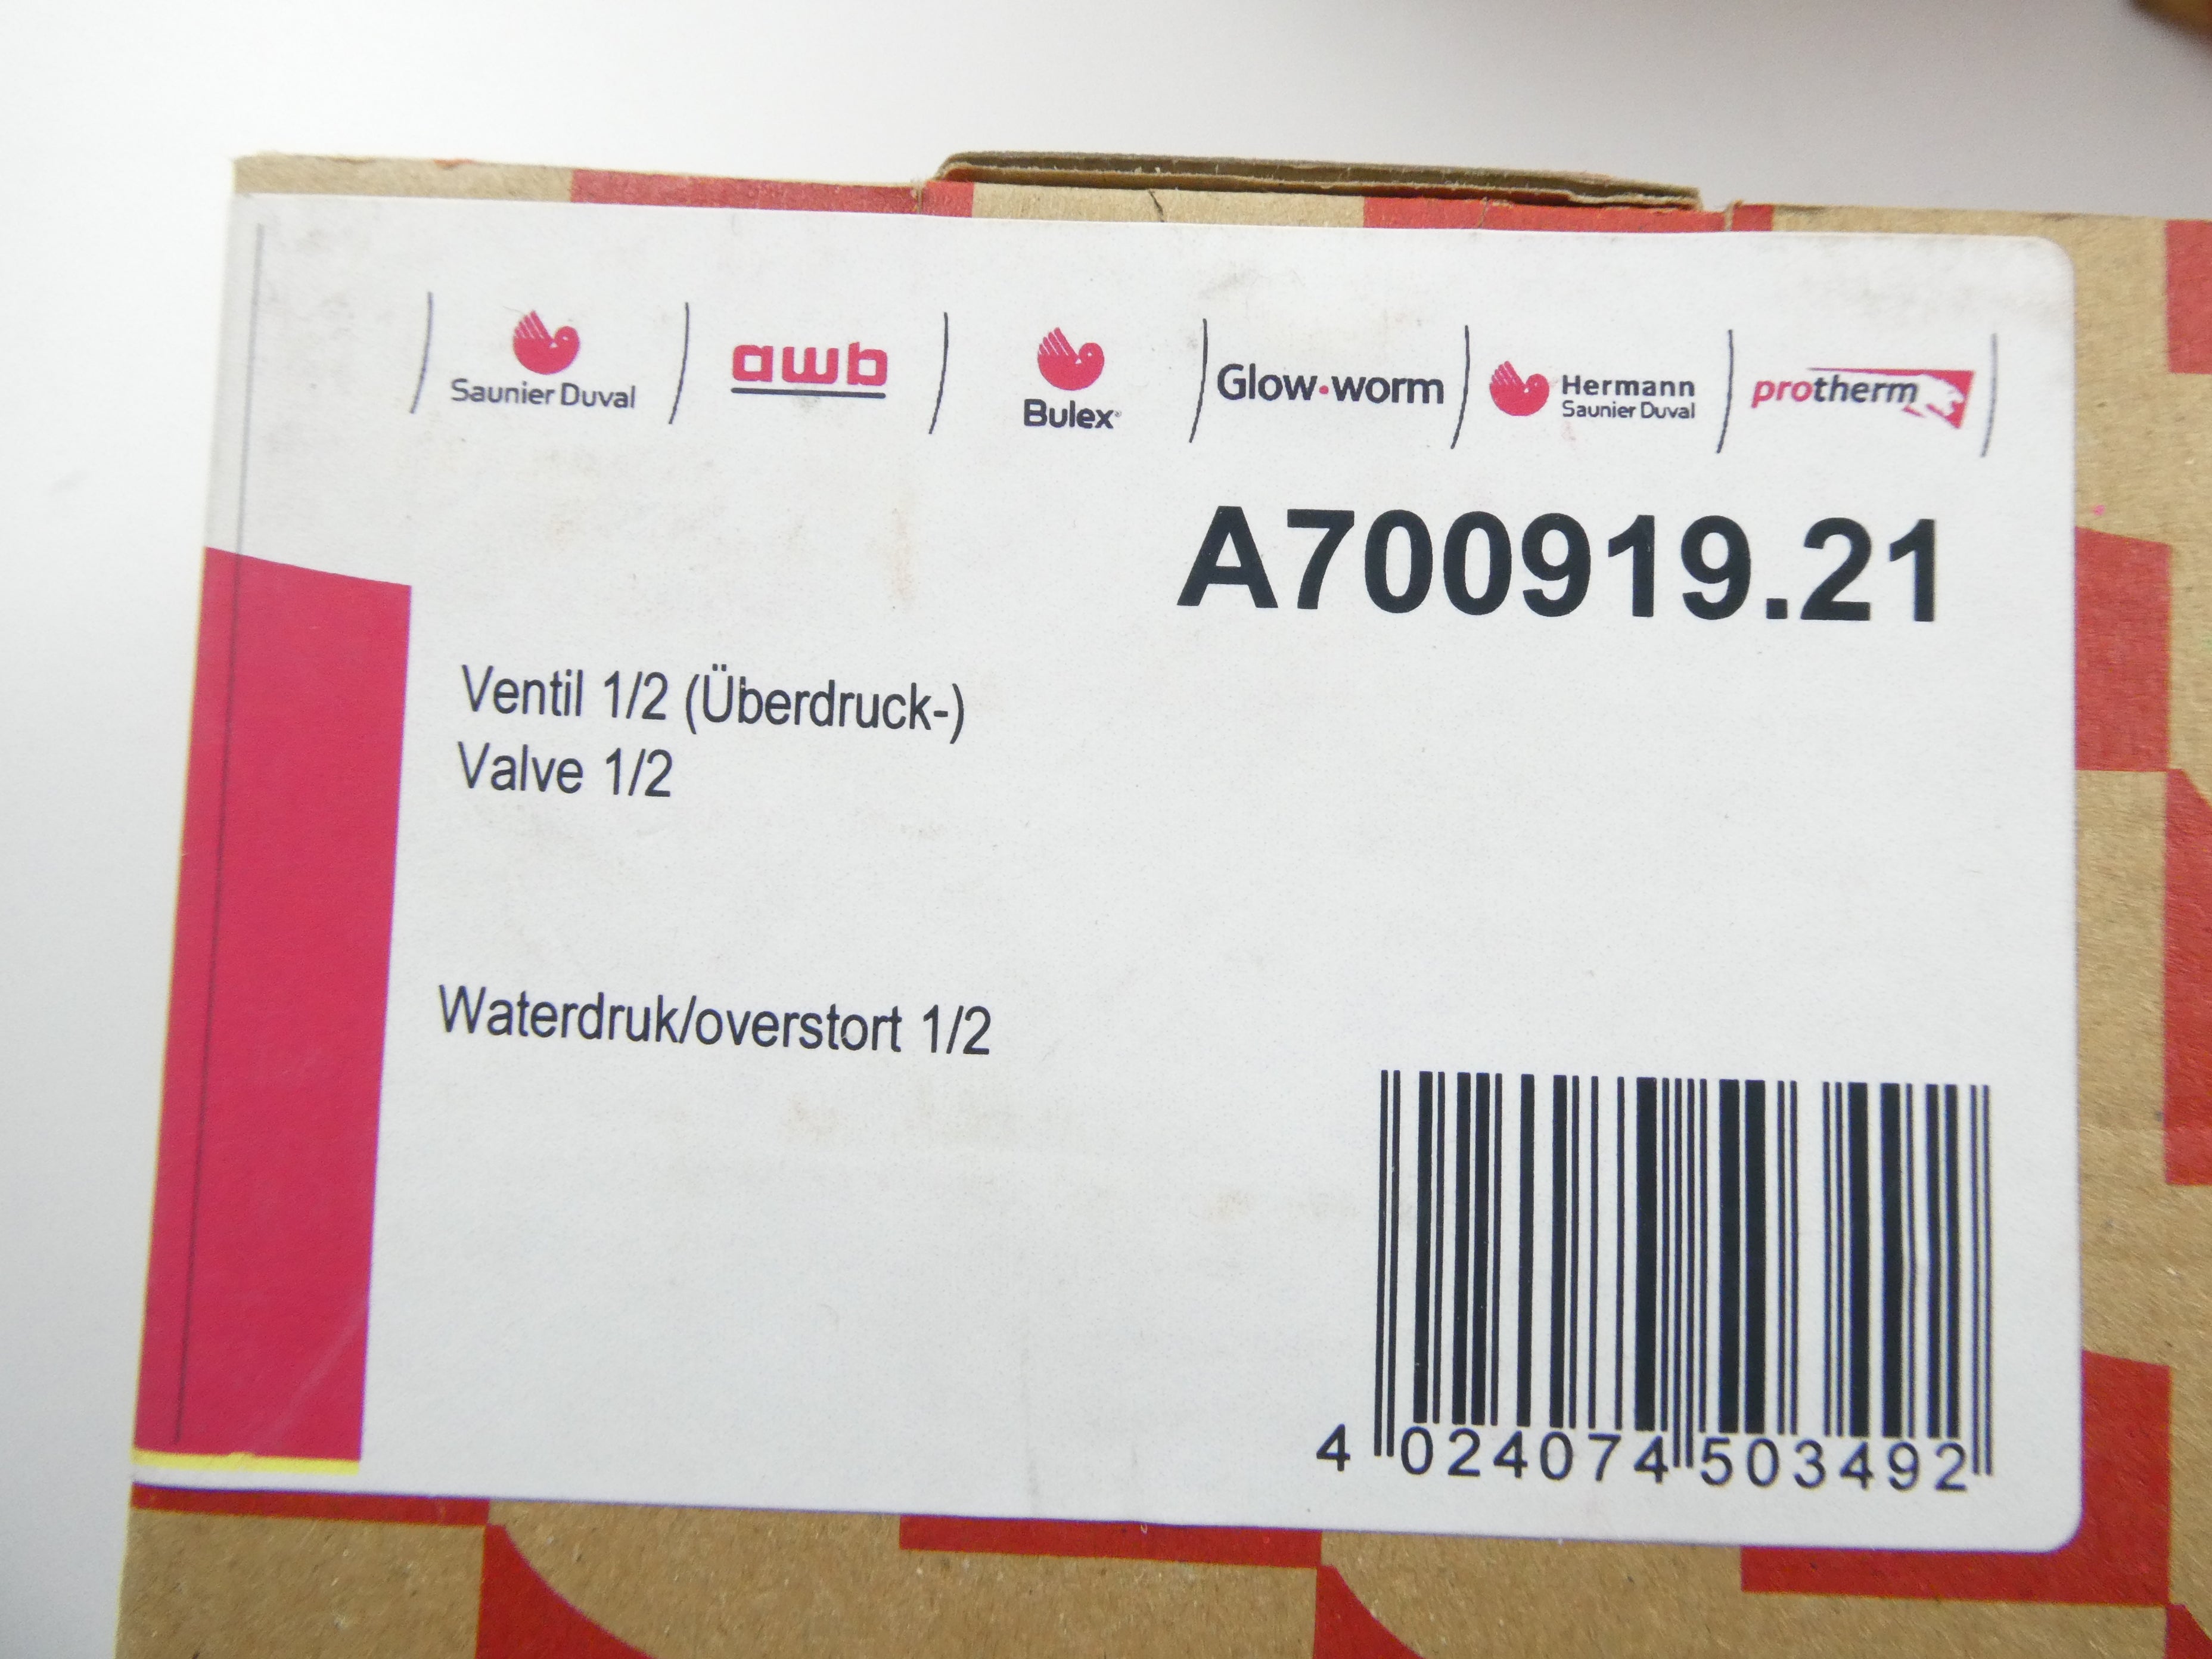 Saunier Duval
awb
Bulex®
Glow·worm
Hermann
Saunier Duval
protherm
A700919.21
Ventil 1/2 (Überdruck-)
Valve 1/2
Waterdruk/overstort 1/2
4 024074 503492